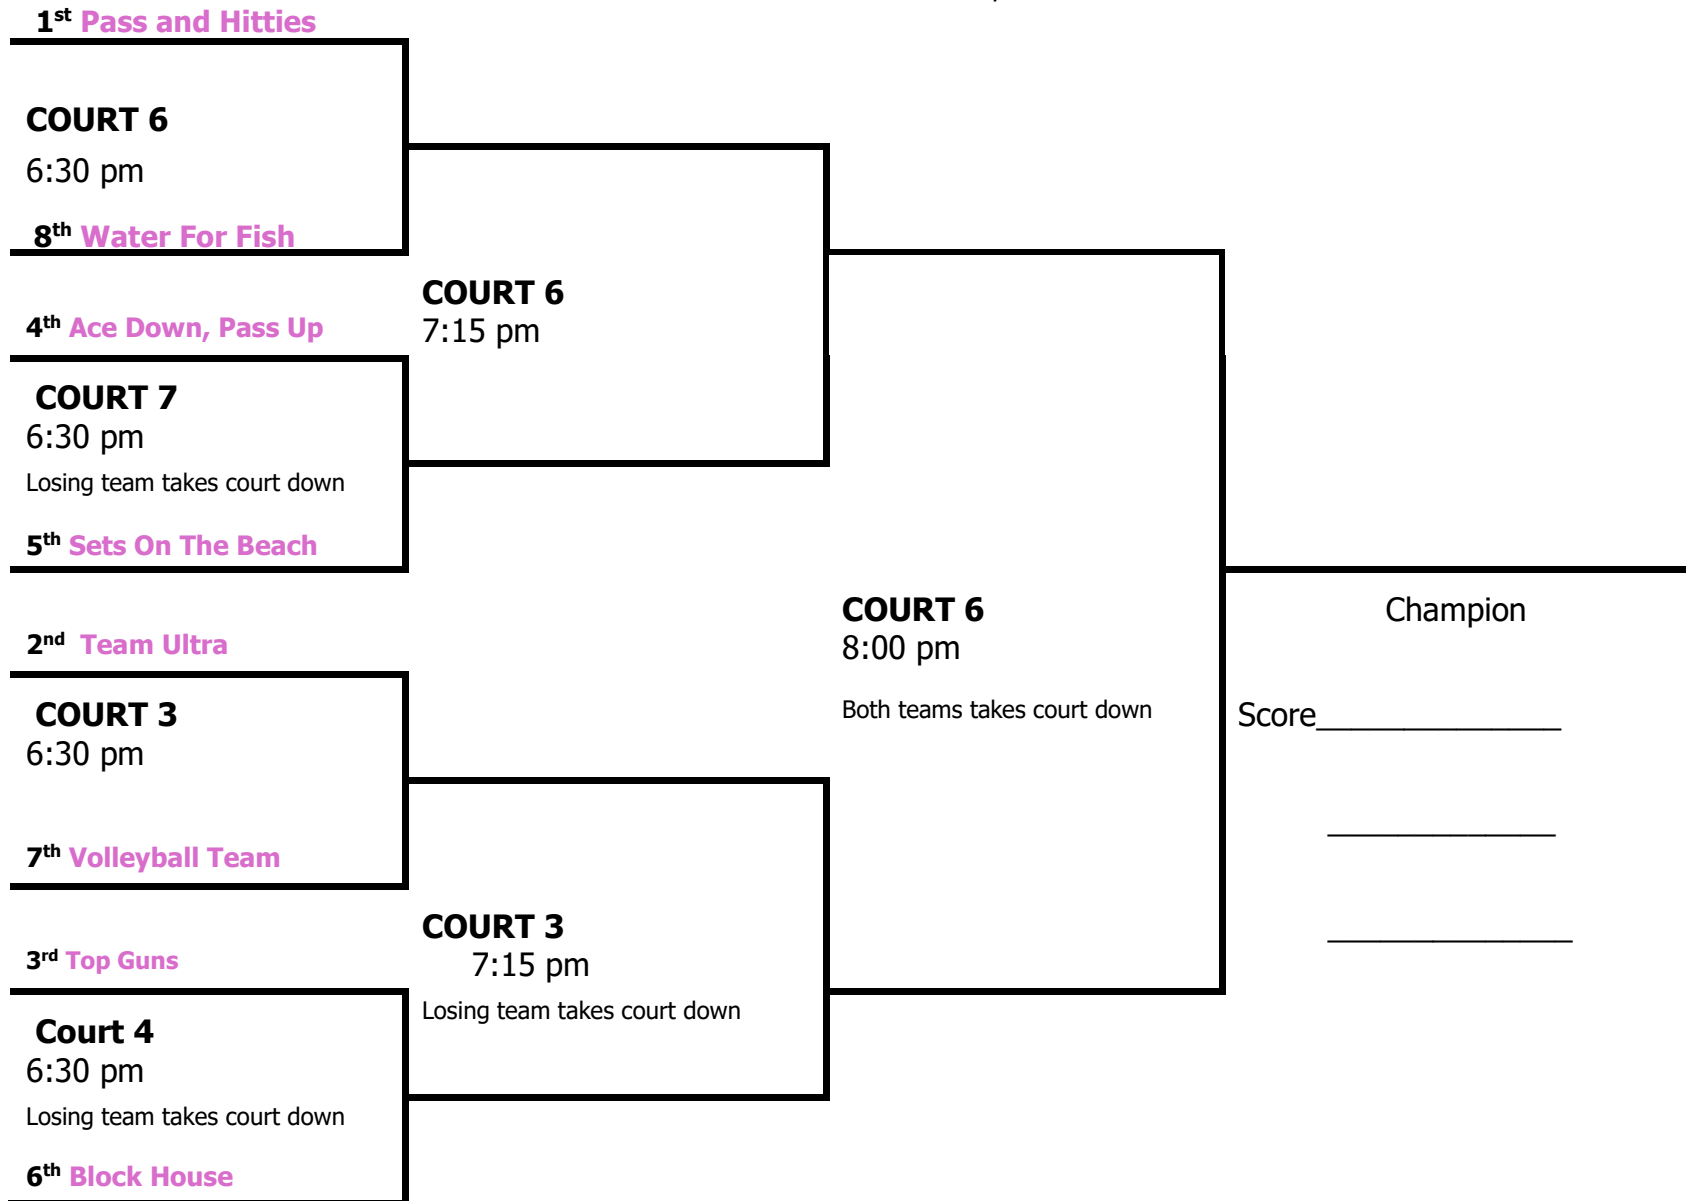 1st Pass and Hitties
COURT 6
6:30 pm
8th Water For Fish
COURT 6
7:15 pm
4th Ace Down, Pass Up
COURT 7
6:30 pm
Losing team takes court down
5th Sets On The Beach
COURT 6
8:00 pm
Both teams takes court down
Champion
Score______________
_____________
______________
2nd Team Ultra
COURT 3
6:30 pm
7th Volleyball Team
COURT 3
7:15 pm
Losing team takes court down
3rd Top Guns
Court 4
6:30 pm
Losing team takes court down
6th Block House